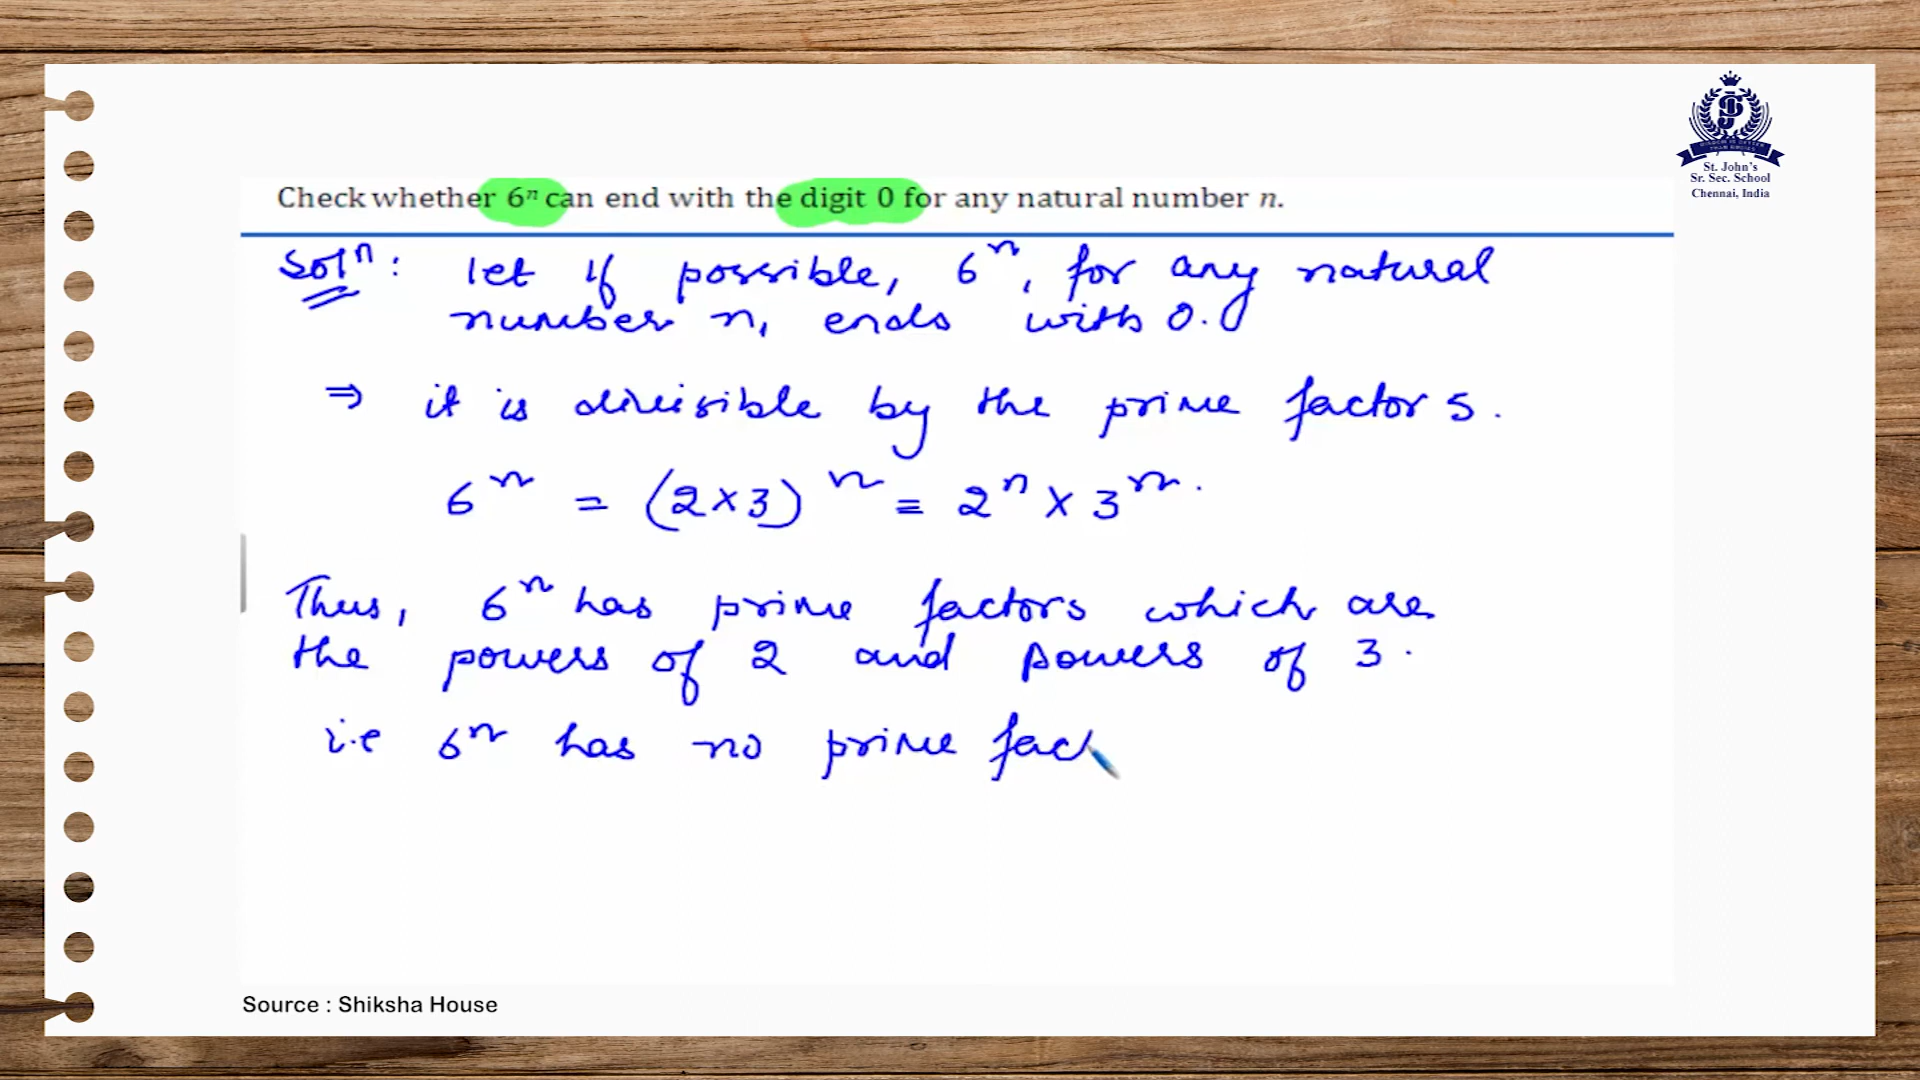 St. John's
Sr. Sec. School
Chennai, India
Check whether 6ⁿ can end with the digit 0 for any natural number n.
Solⁿ: let if possible, 6ⁿ, for any natural
number n, ends with 0.
⇒ it is divisible by the prime factors.
6ⁿ = (2×3)ⁿ = 2ⁿ × 3ⁿ.
Thus, 6ⁿ has prime factors which are
the powers of 2 and powers of 3.
i.e 6ⁿ has no prime fact
Source : Shiksha House